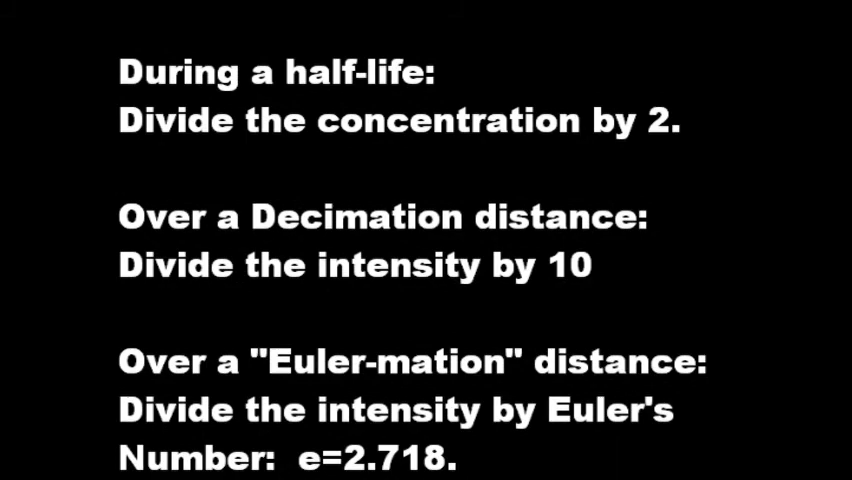 During a half-life:
Divide the concentration by 2.
Over a Decimation distance:
Divide the intensity by 10
Over a "Euler-mation" distance:
Divide the intensity by Euler's
Number:  e=2.718.